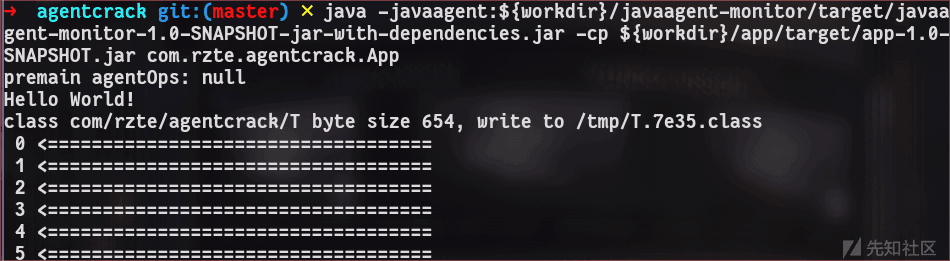 → agentcrack git:(master) × java -javaagent:${workdir}/javaagent-monitor/target/javaa
gent-monitor-1.0-SNAPSHOT-jar-with-dependencies.jar -cp ${workdir}/app/target/app-1.0-
SNAPSHOT.jar com.rzte.agentcrack.App
premain agentOps: null
Hello World!
class com/rzte/agentcrack/T byte size 654, write to /tmp/T.7e35.class
0 <==================================
1 <==================================
2 <==================================
3 <==================================
4 <==================================
5 <==================================
先知社区